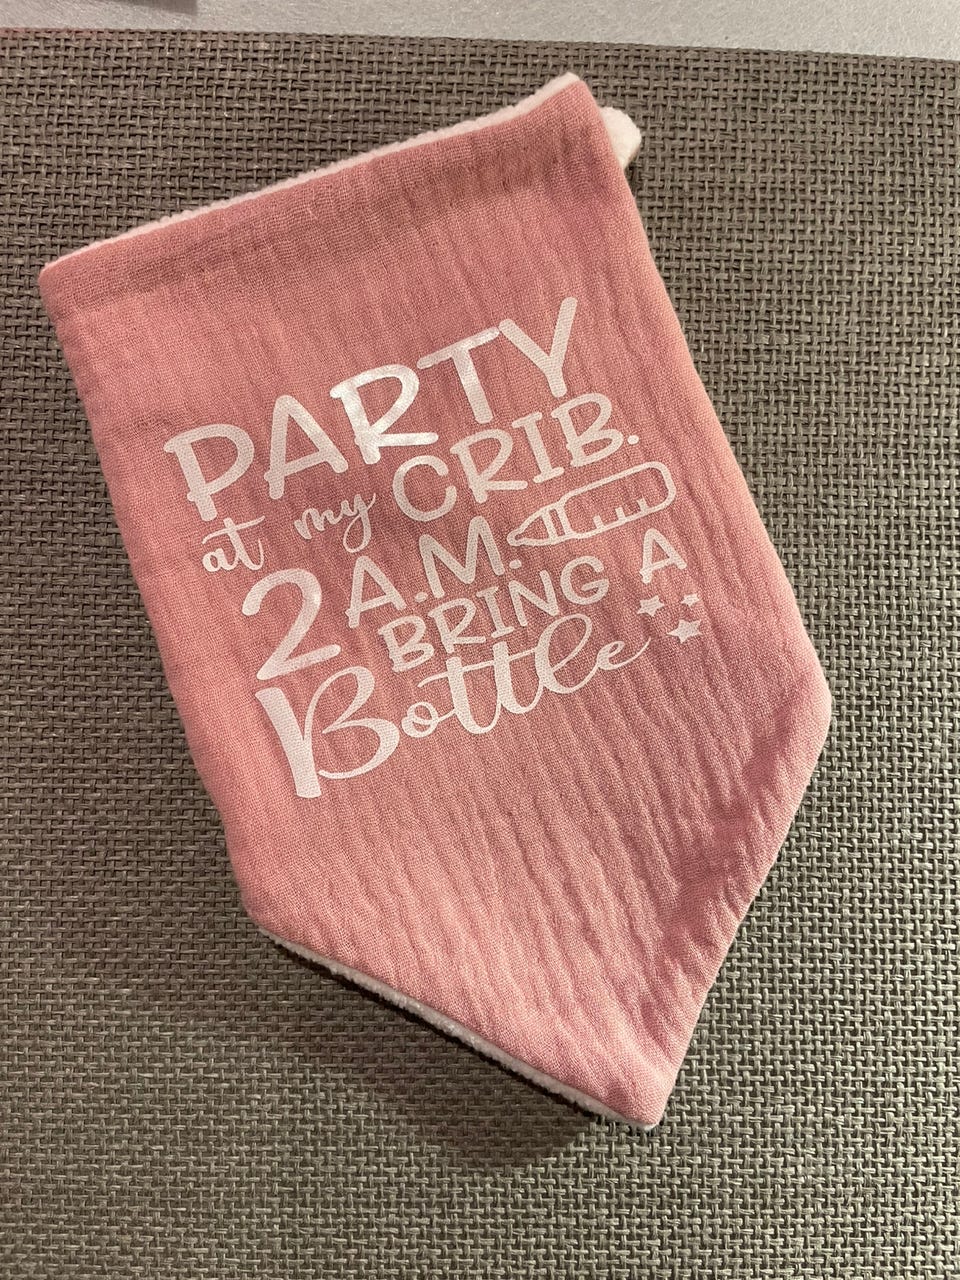 PARTY
at my CRIB.
2 A.M.
BRING A
Bottle